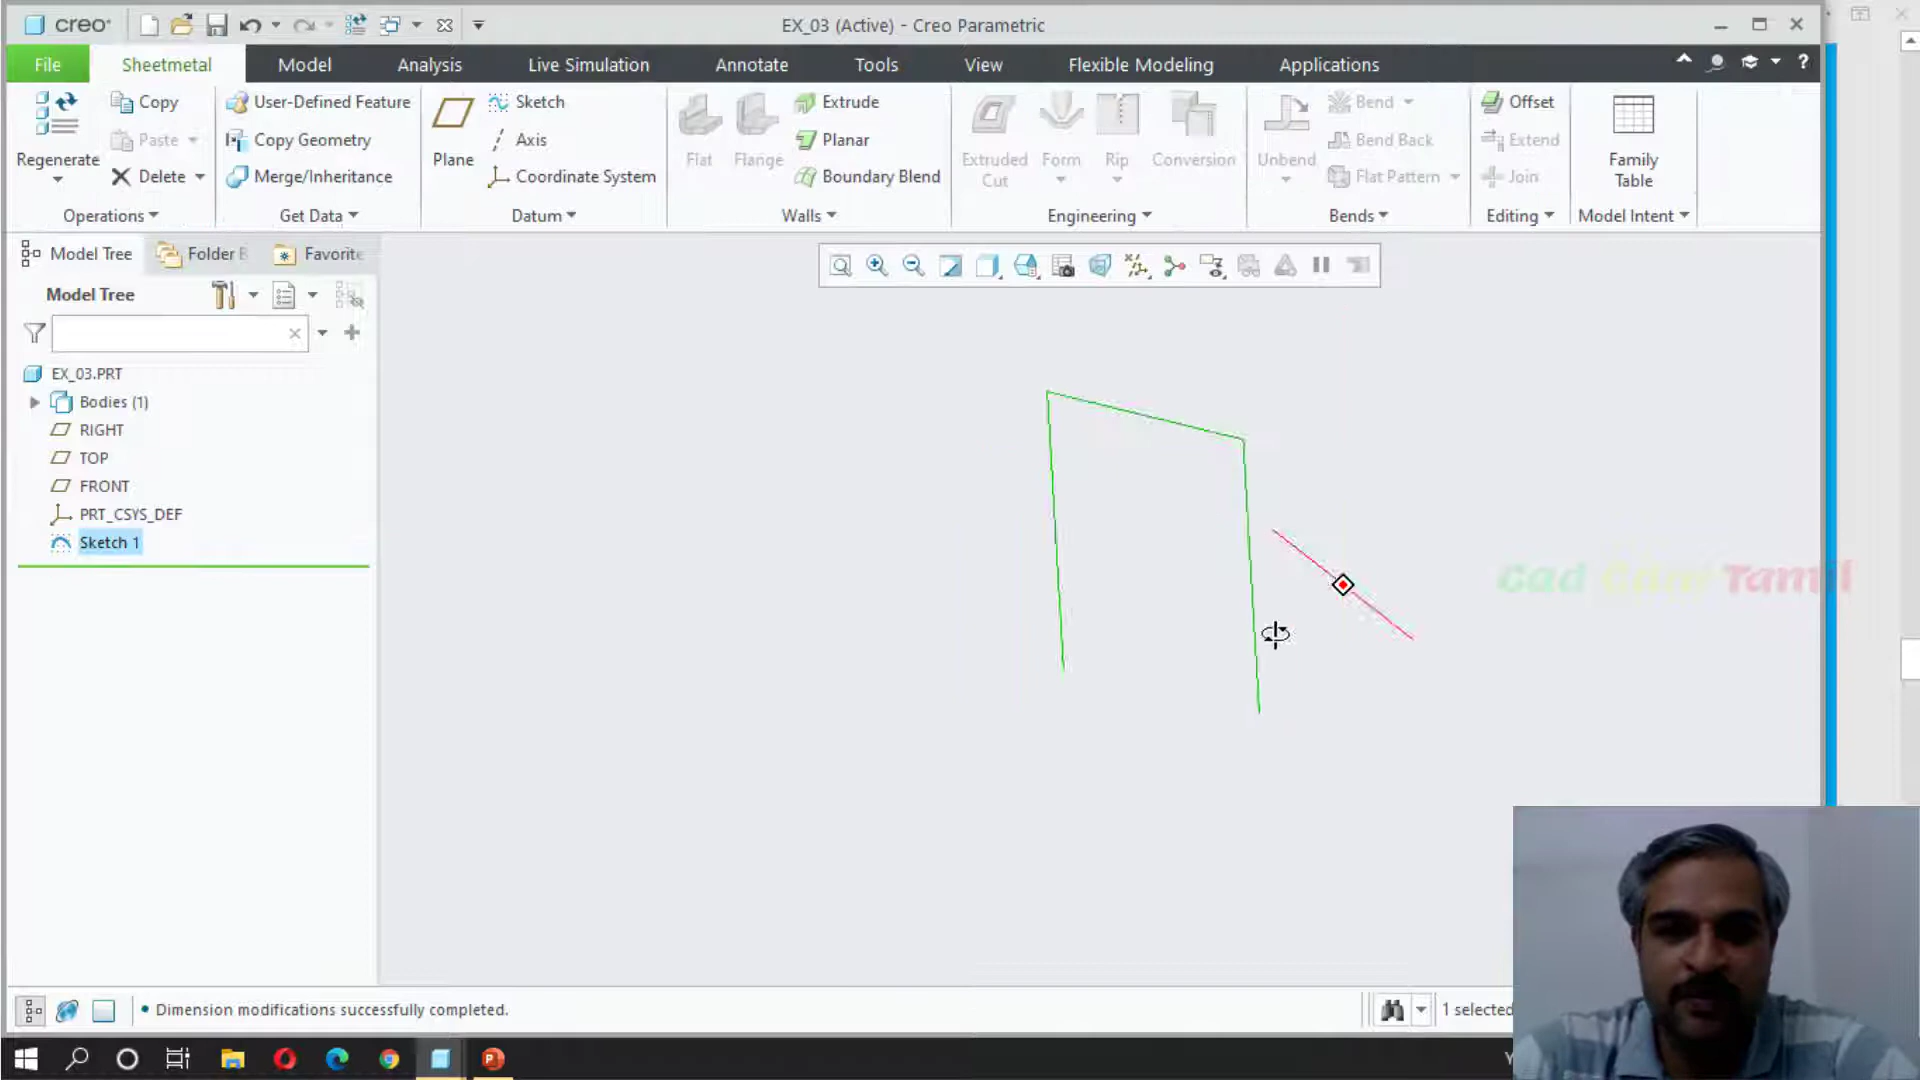 creo
EX_03 (Active) - Creo Parametric
File
Sheetmetal
Model
Analysis
Live Simulation
Annotate
Tools
View
Flexible Modeling
Applications
Regenerate
Copy
Paste
Delete
Operations
User-Defined Feature
Copy Geometry
Merge/Inheritance
Get Data
Plane
Sketch
Axis
Coordinate System
Datum
Flat
Flange
Extrude
Planar
Boundary Blend
Walls
Extruded Cut
Form
Rip
Conversion
Engineering
Unbend
Bend
Bend Back
Flat Pattern
Bends
Offset
Extend
Join
Editing
Family Table
Model Intent
Model Tree
Folder B
Favorite
Model Tree
EX_03.PRT
Bodies (1)
RIGHT
TOP
FRONT
PRT_CSYS_DEF
Sketch 1
Cad Cam Tamil
• Dimension modifications successfully completed.
1 selected